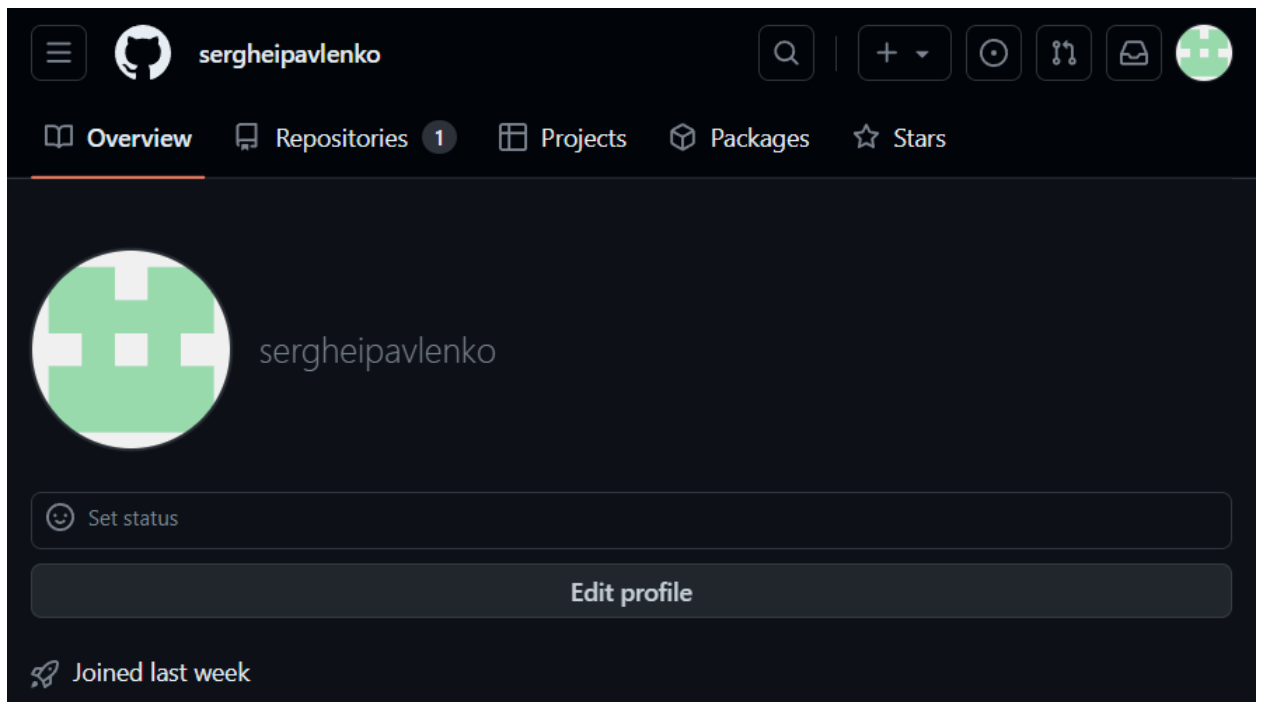 sergheipavlenko
Overview Repositories 1 Projects Packages Stars
sergheipavlenko
Set status
Edit profile
Joined last week